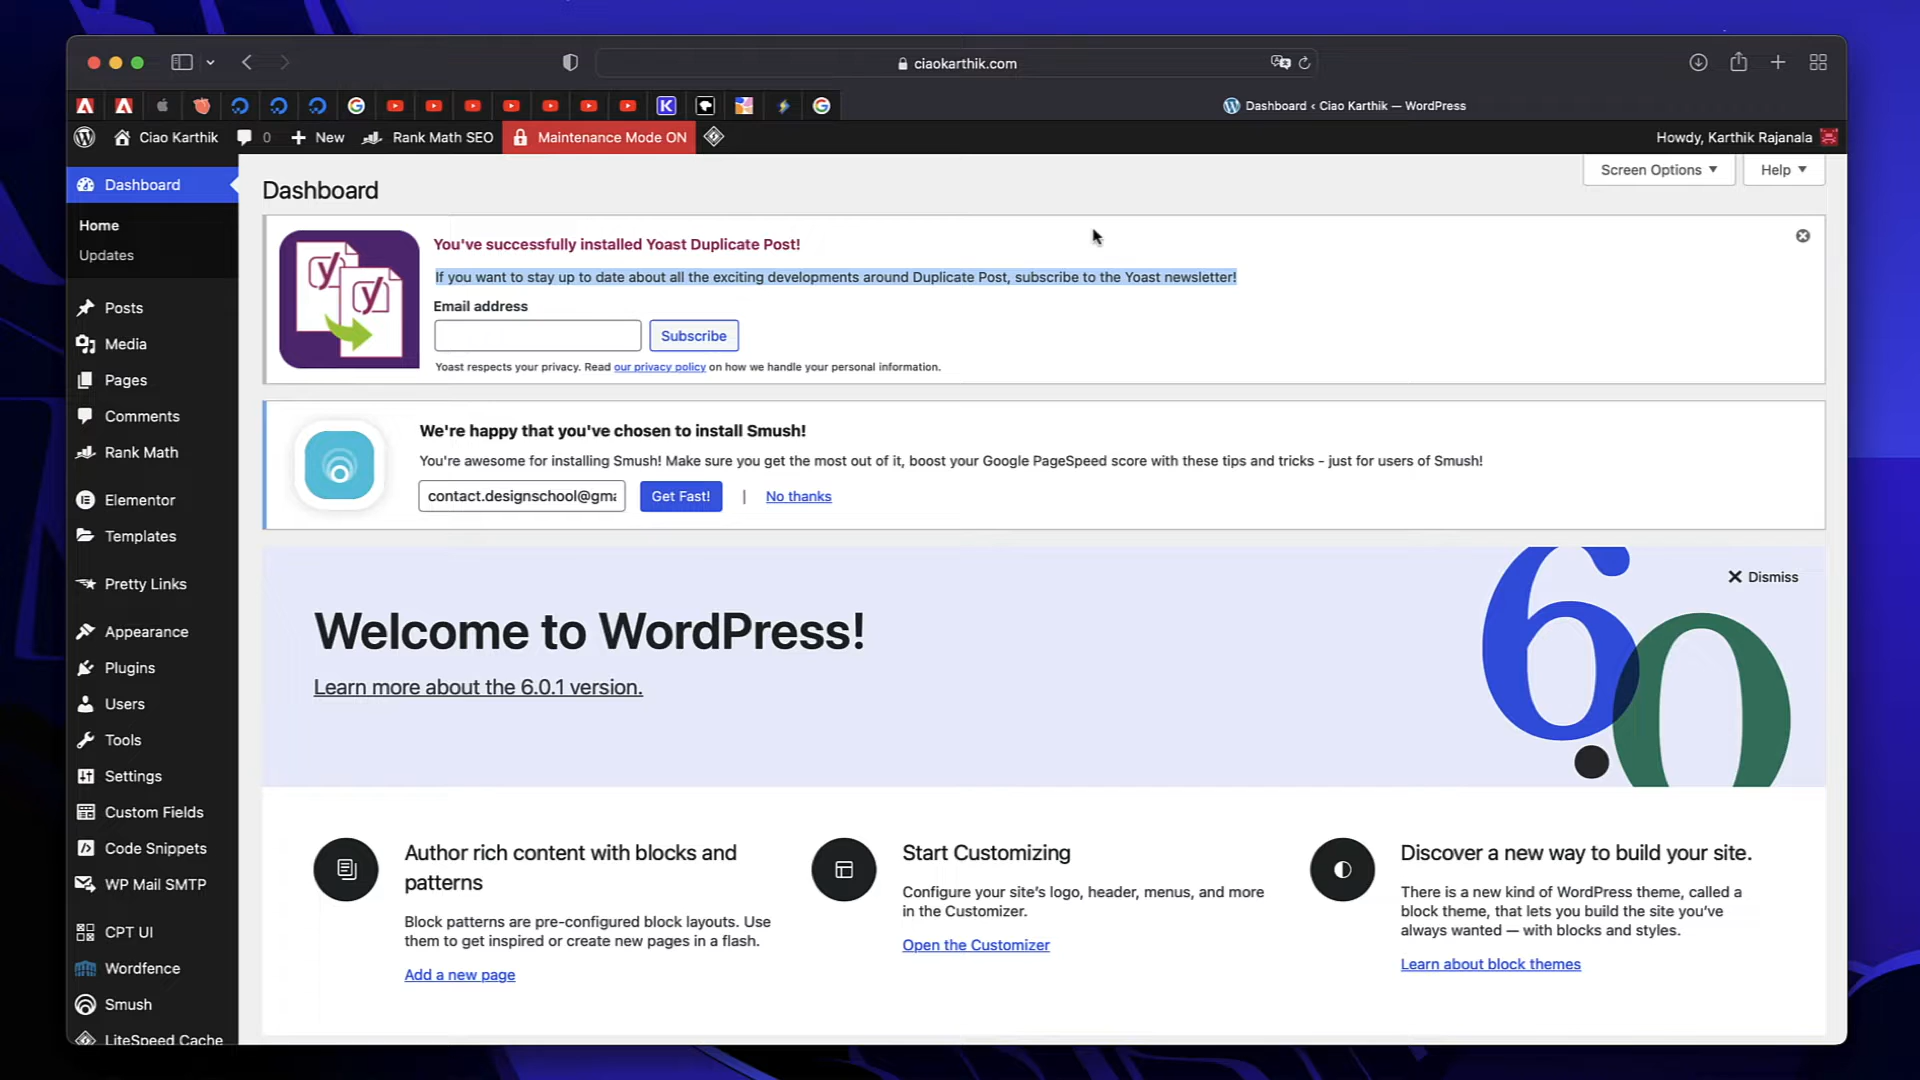 ciaokarthik.com
Dashboard ‹ Ciao Karthik — WordPress
Ciao Karthik
0
New
Rank Math SEO
Maintenance Mode ON
Howdy, Karthik Rajanala
Dashboard
Home
Updates
Posts
Media
Pages
Comments
Rank Math
Elementor
Templates
Pretty Links
Appearance
Plugins
Users
Tools
Settings
Custom Fields
Code Snippets
WP Mail SMTP
CPT UI
Wordfence
Smush
LiteSpeed Cache
Screen Options
Help
Dashboard
You've successfully installed Yoast Duplicate Post!
If you want to stay up to date about all the exciting developments around Duplicate Post, subscribe to the Yoast newsletter!
Email address
Subscribe
Yoast respects your privacy. Read our privacy policy on how we handle your personal information.
We're happy that you've chosen to install Smush!
You're awesome for installing Smush! Make sure you get the most out of it, boost your Google PageSpeed score with these tips and tricks - just for users of Smush!
contact.designschool@gma
Get Fast!
|
No thanks
Dismiss
Welcome to WordPress!
Learn more about the 6.0.1 version.
6.0
Author rich content with blocks and
patterns
Block patterns are pre-configured block layouts. Use
them to get inspired or create new pages in a flash.
Add a new page
Start Customizing
Configure your site's logo, header, menus, and more
in the Customizer.
Open the Customizer
Discover a new way to build your site.
There is a new kind of WordPress theme, called a
block theme, that lets you build the site you've
always wanted — with blocks and styles.
Learn about block themes